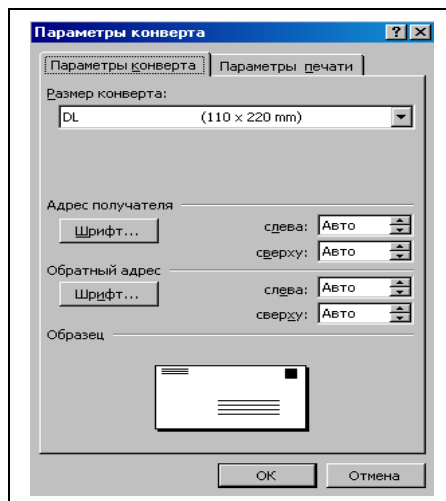 Параметры конверта
Параметры конверта Параметры печати
Размер конверта:
DL (110 x 220 mm)
Адрес получателя
Шрифт... слева: Авто
сверху: Авто
Обратный адрес
Шрифт... слева: Авто
сверху: Авто
Образец
ОК Отмена